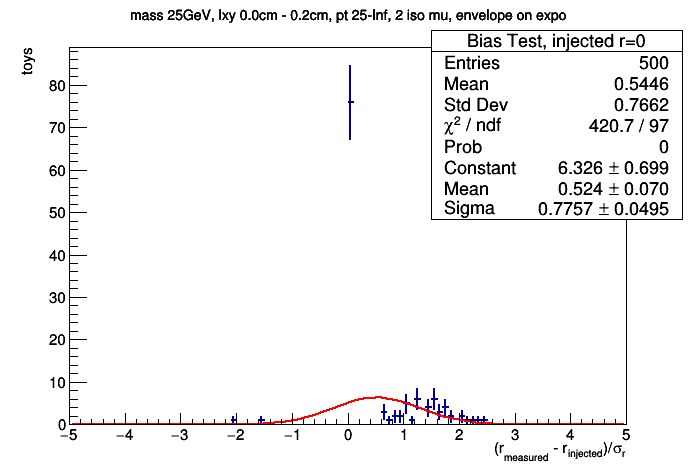 mass 25GeV, lxy 0.0cm - 0.2cm, pt 25-Inf, 2 iso mu, envelope on expo
Bias Test, injected r=0
Entries 500
Mean 0.5446
Std Dev 0.7662
χ² / ndf 420.7 / 97
Prob 0
Constant 6.326 ± 0.699
Mean 0.524 ± 0.070
Sigma 0.7757 ± 0.0495
toys
80
70
60
50
40
30
20
10
0
−5 −4 −3 −2 −1 0 1 2 3 4 5
(r_measured - r_injected)/σ_r